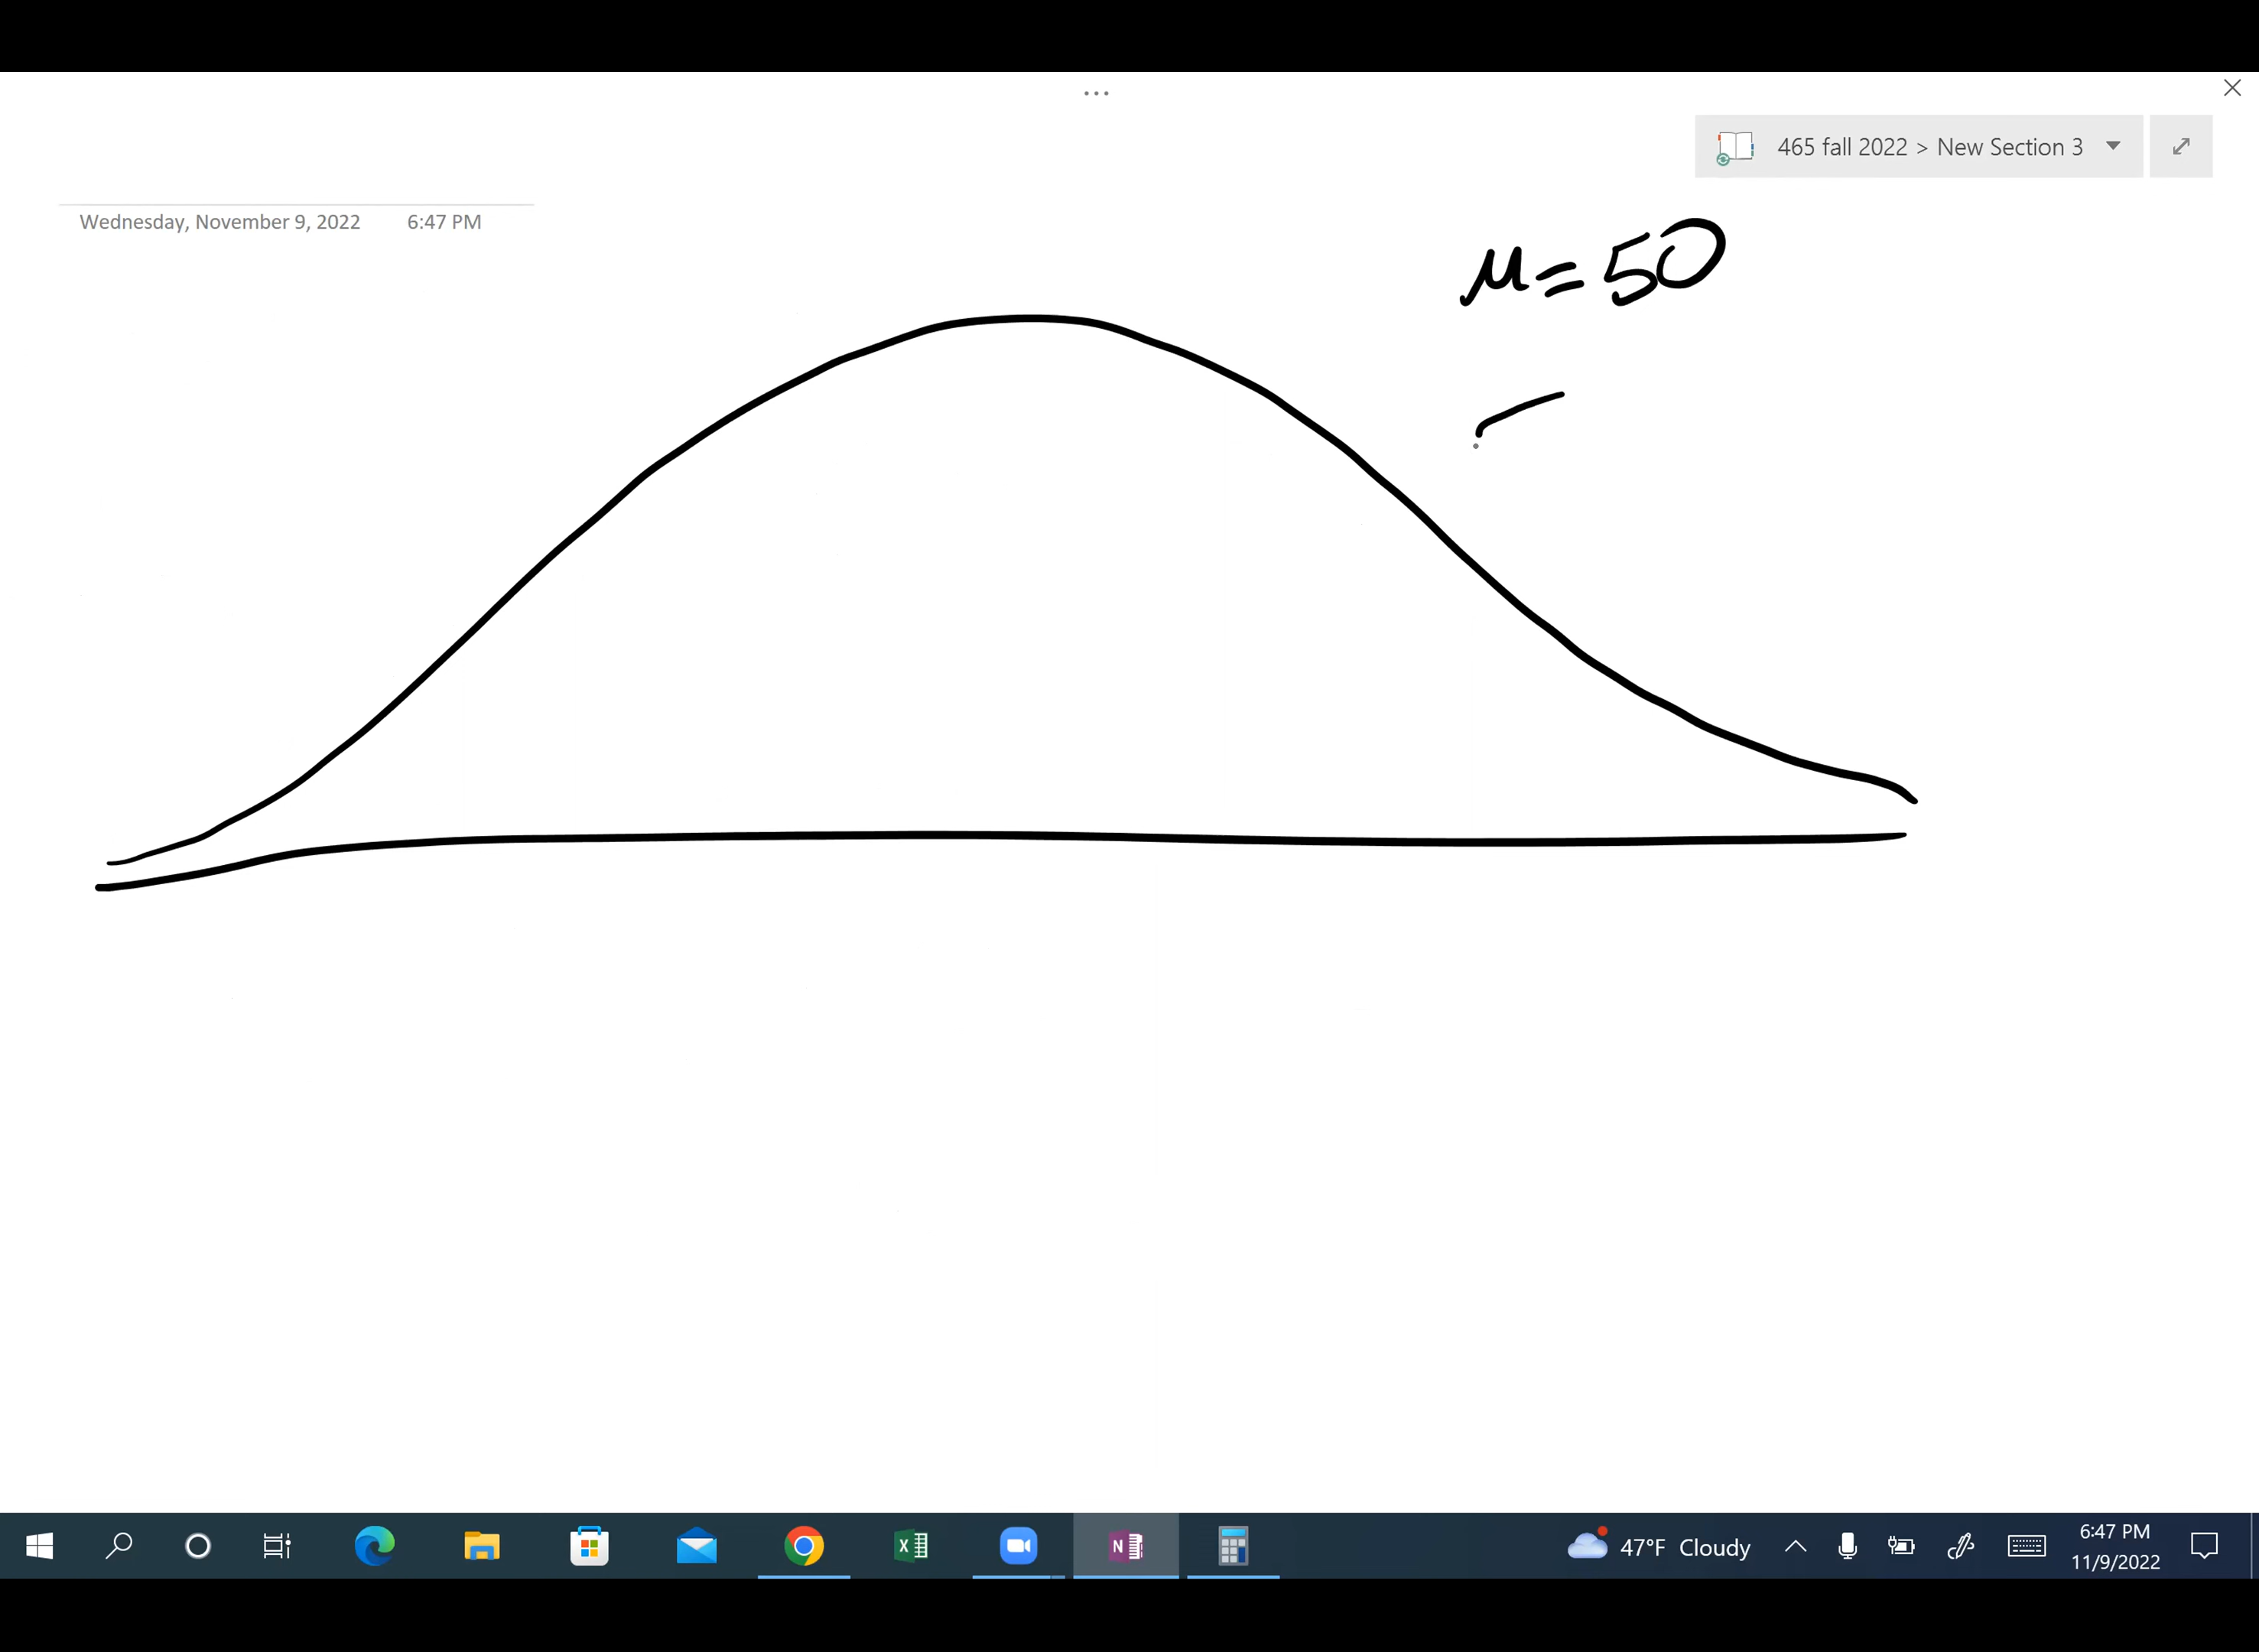 465 fall 2022 > New Section 3
Wednesday, November 9, 2022 6:47 PM
μ = 50
47°F Cloudy
6:47 PM
11/9/2022